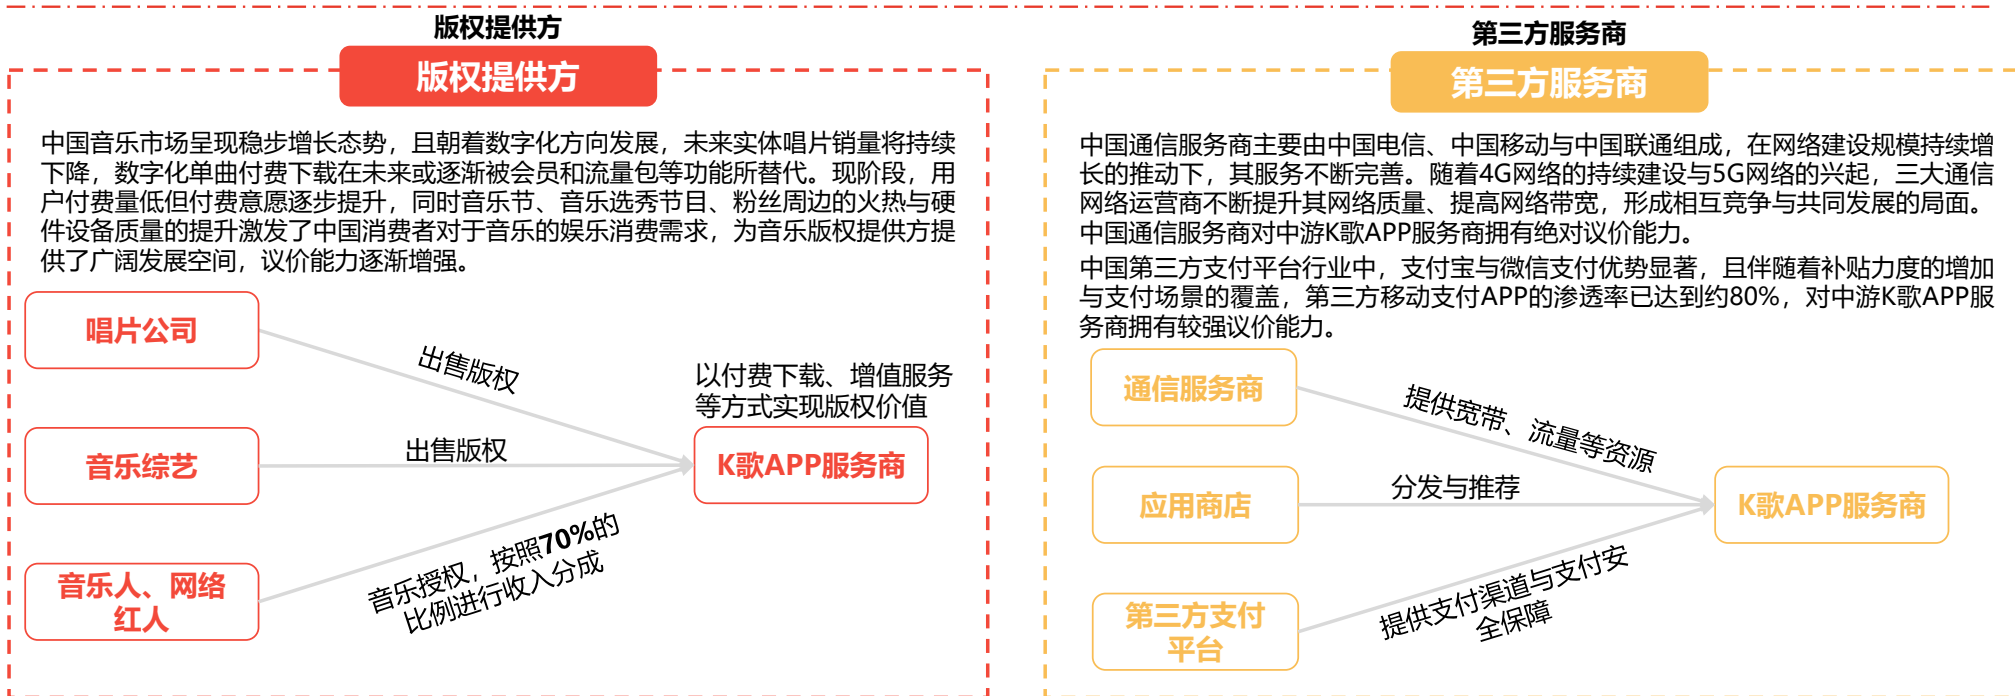 版权提供方
版权提供方
中国音乐市场呈现稳步增长态势，且朝着数字化方向发展，未来实体唱片销量将持续
下降，数字化单曲付费下载在未来或逐渐被会员和流量包等功能所替代。现阶段，用
户付费量低但付费意愿逐步提升，同时音乐节、音乐选秀节目、粉丝周边的火热与硬
件设备质量的提升激发了中国消费者对于音乐的娱乐消费需求，为音乐版权提供方提
供了广阔发展空间，议价能力逐渐增强。
唱片公司
出售版权
以付费下载、增值服务
等方式实现版权价值
音乐综艺
出售版权
K歌APP服务商
音乐人、网络
红人
音乐授权，按照70%的
比例进行收入分成
第三方服务商
第三方服务商
中国通信服务商主要由中国电信、中国移动与中国联通组成，在网络建设规模持续增
长的推动下，其服务不断完善。随着4G网络的持续建设与5G网络的兴起，三大通信
网络运营商不断提升其网络质量、提高网络带宽，形成相互竞争与共同发展的局面。
中国通信服务商对中游K歌APP服务商拥有绝对议价能力。
中国第三方支付平台行业中，支付宝与微信支付优势显著，且伴随着补贴力度的增加
与支付场景的覆盖，第三方移动支付APP的渗透率已达到约80%，对中游K歌APP服
务商拥有较强议价能力。
通信服务商
提供宽带、流量等资源
应用商店
分发与推荐
K歌APP服务商
第三方支付
平台
提供支付渠道与支付安
全保障